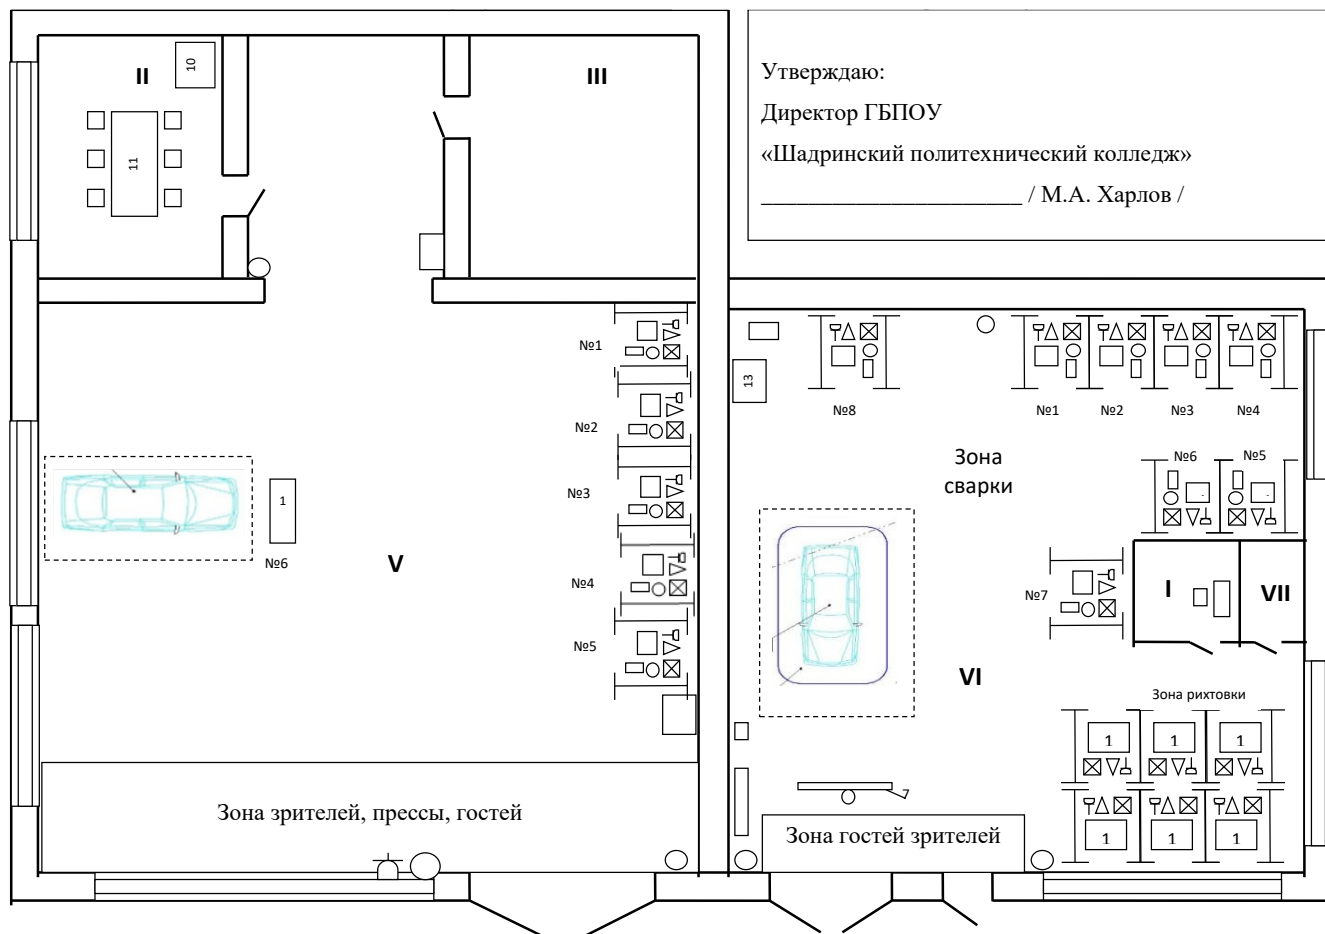 II
10
11
III
Утверждаю:
Директор ГБПОУ
«Шадринский политехнический колледж»
______________________ / М.А. Харлов /
№1
№2
№3
№4
№5
1
№6
V
Зона зрителей, прессы, гостей
13
№8
№1
№2
№3
№4
Зона
сварки
№6
№5
№7
I
VII
VI
Зона рихтовки
1
1
1
1
1
1
7
Зона гостей зрителей